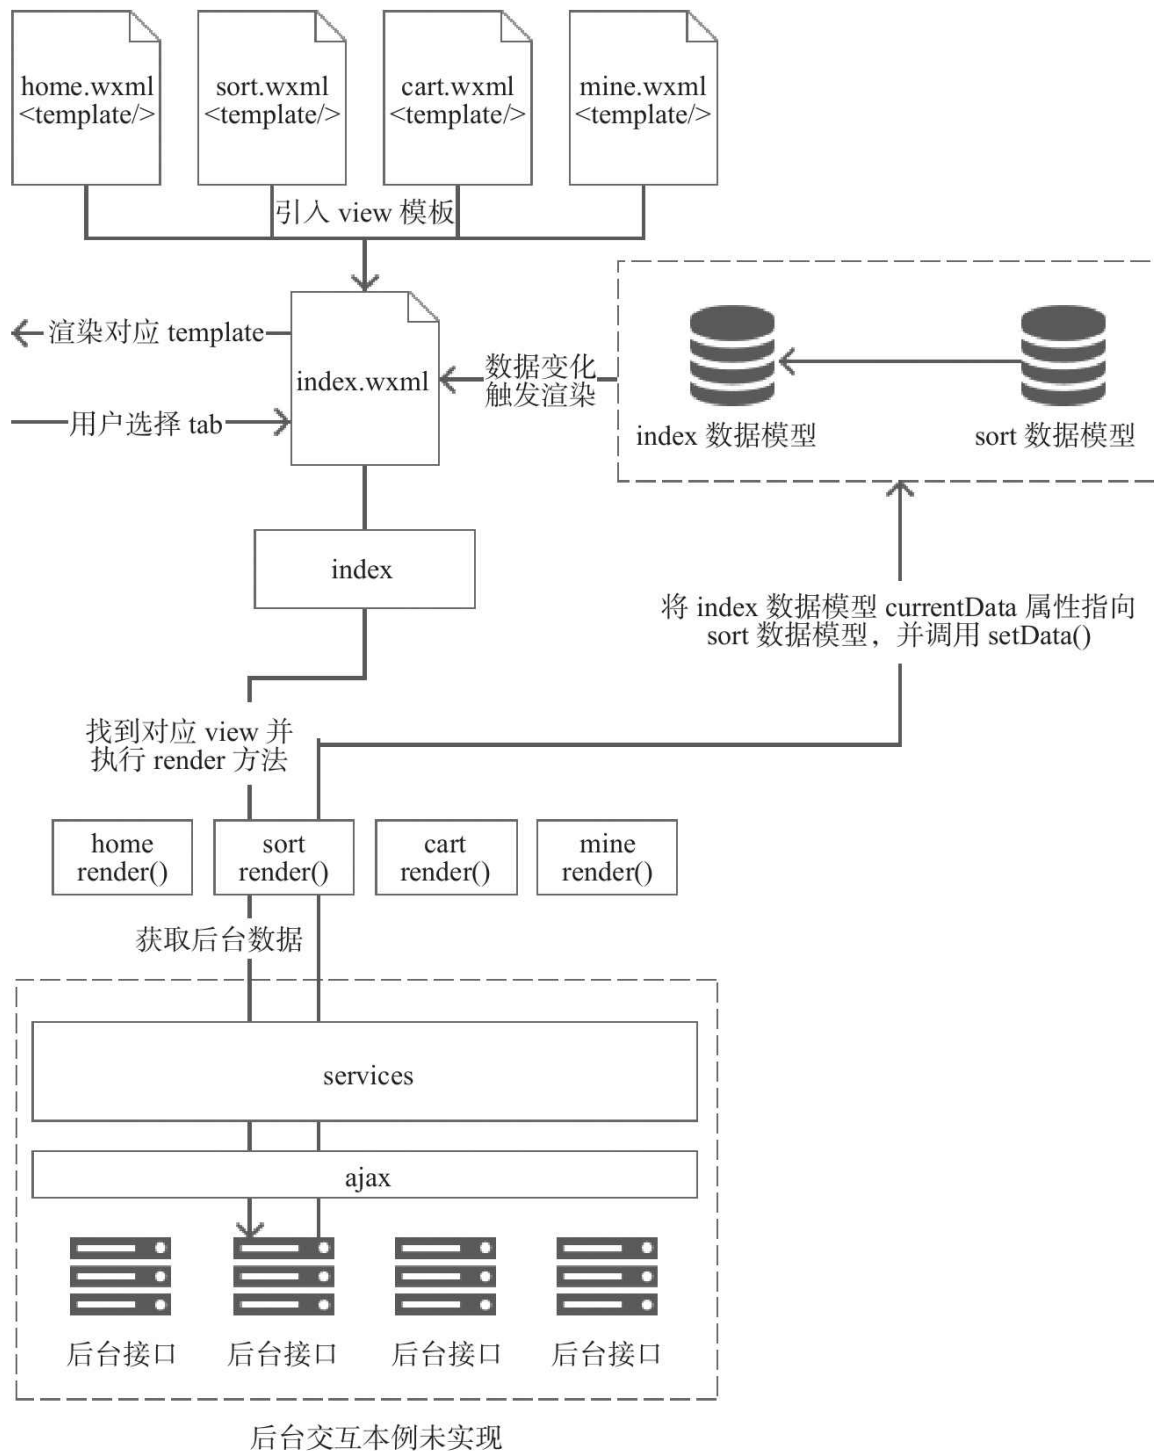 home.wxml
<template/>
sort.wxml
<template/>
cart.wxml
<template/>
mine.wxml
<template/>
引入 view 模板
渲染对应 template
用户选择 tab
index.wxml
数据变化
触发渲染
index 数据模型
sort 数据模型
index
将 index 数据模型 currentData 属性指向
sort 数据模型，并调用 setData()
找到对应 view 并
执行 render 方法
home
render()
sort
render()
cart
render()
mine
render()
获取后台数据
services
ajax
后台接口
后台接口
后台接口
后台接口
后台交互本例未实现